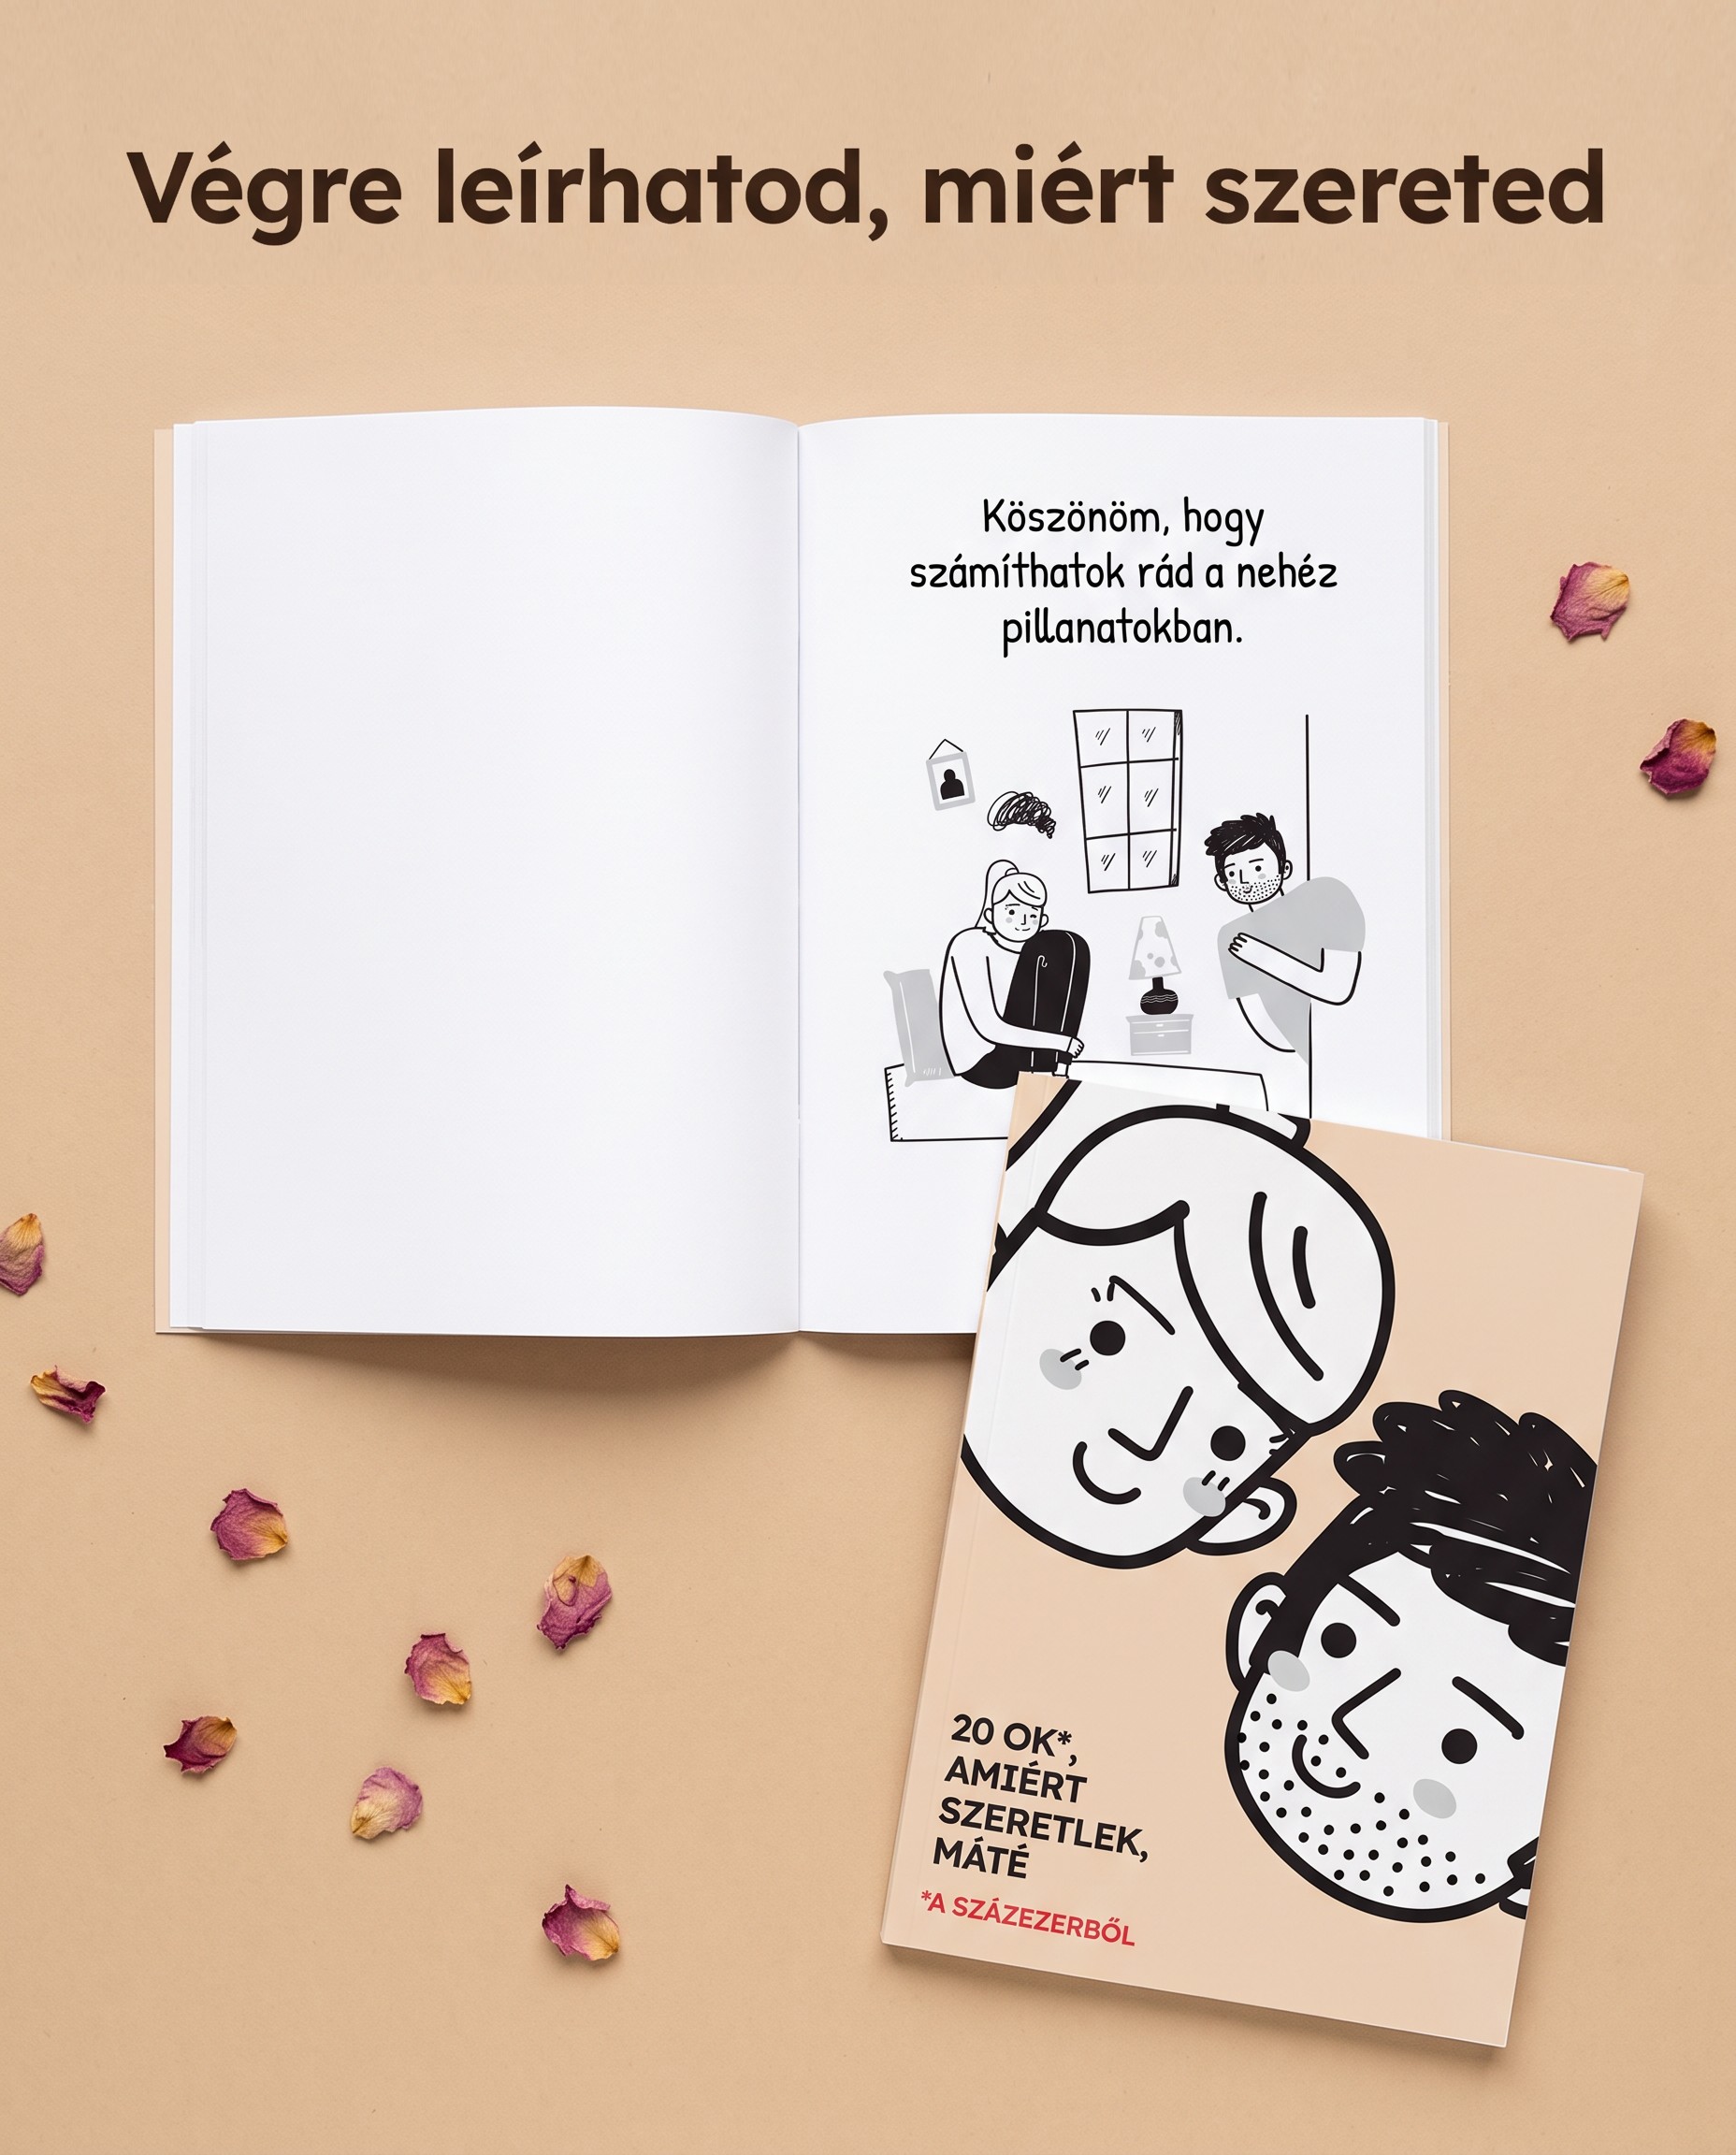 Végre leírhatod, miért szereted
Köszönöm, hogy
számíthatok rád a nehéz
pillanatokban.
20 OK*,
AMIÉRT
SZERETLEK,
MÁTÉ
*A SZÁZEZERBŐL